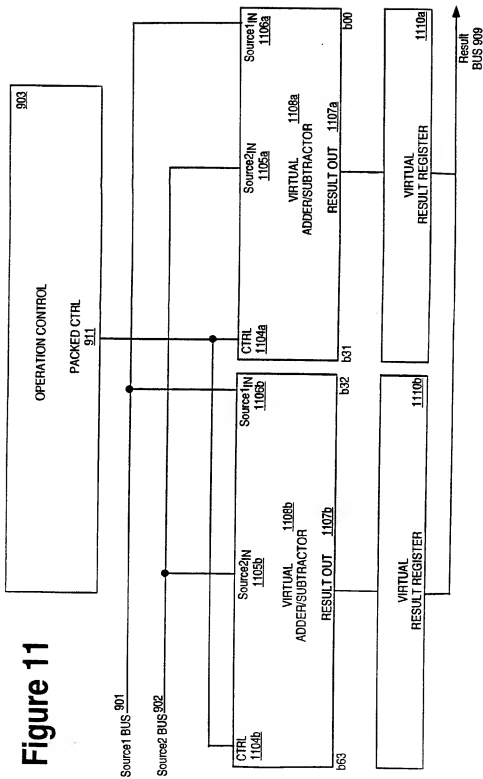 Figure 11
903
OPERATION CONTROL
PACKED CTRL
911
Source1 BUS 901
Source2 BUS 902
CTRL
1104b
Source2IN
1105b
Source1IN
1106b
VIRTUAL
ADDER/SUBTRACTOR
1108b
RESULT OUT 1107b
b63
b32
CTRL
1104a
Source2IN
1105a
Source1IN
1106a
VIRTUAL
ADDER/SUBTRACTOR
1108a
RESULT OUT 1107a
b31
b00
VIRTUAL
RESULT REGISTER
1110b
VIRTUAL
RESULT REGISTER
1110a
Result
BUS 909